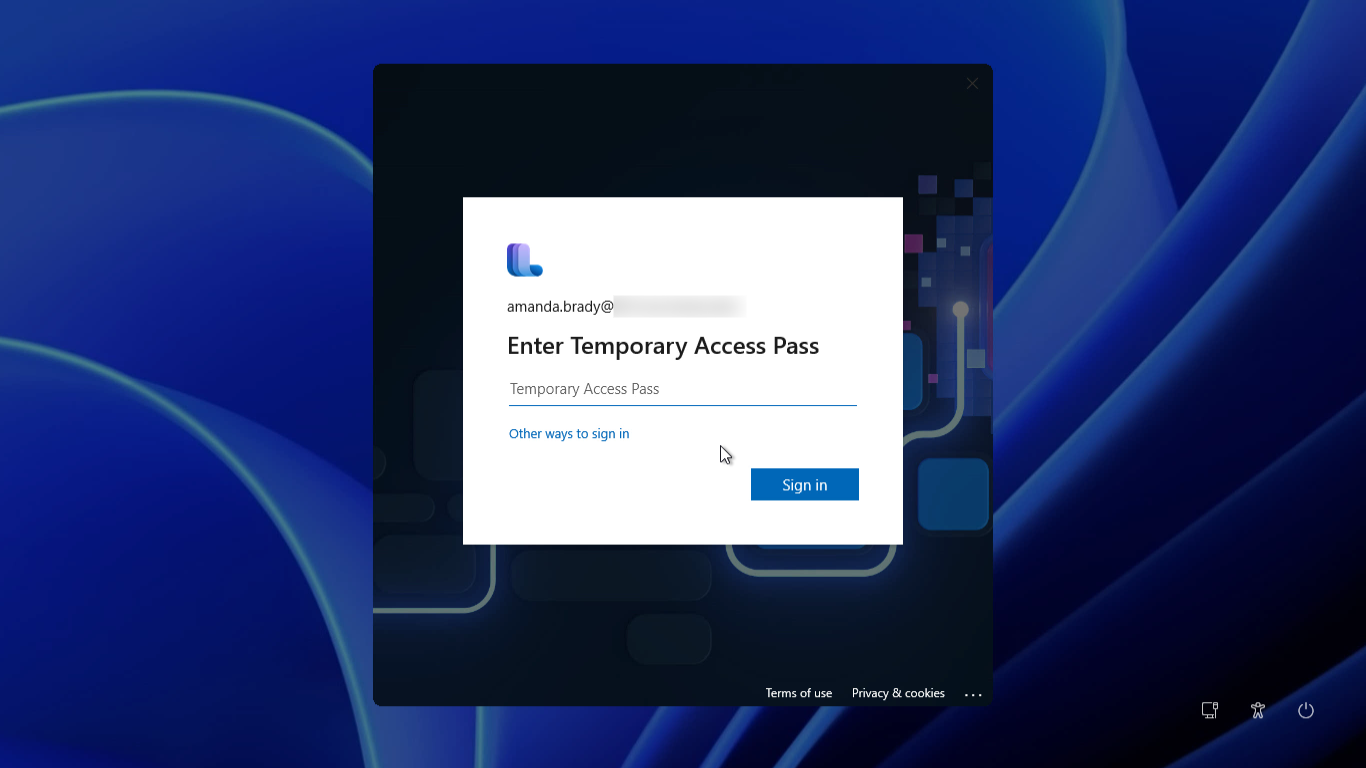 amanda.brady@
Enter Temporary Access Pass
Temporary Access Pass
Other ways to sign in
Sign in
Terms of use Privacy & cookies ...